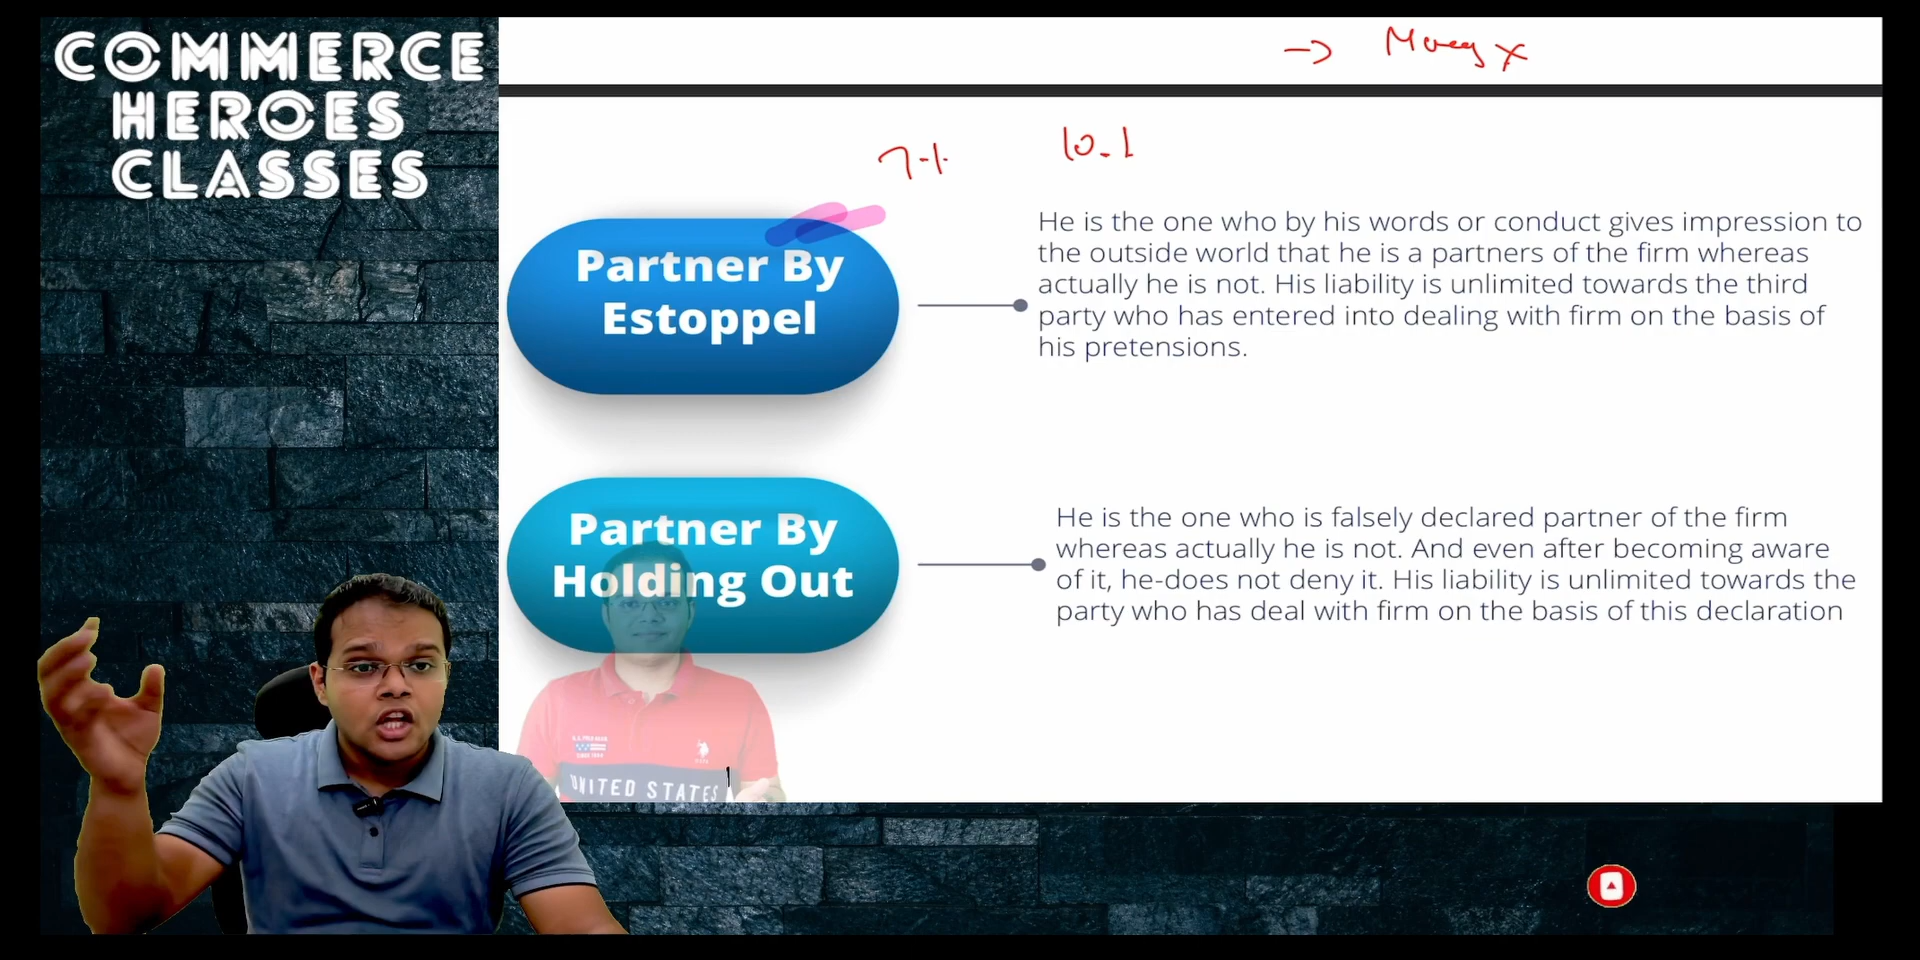 COMMERCE
HEROES
CLASSES
→ Money x
7.1.
10.1
Partner By
Estoppel
He is the one who by his words or conduct gives impression to
the outside world that he is a partners of the firm whereas
actually he is not. His liability is unlimited towards the third
party who has entered into dealing with firm on the basis of
his pretensions.
Partner By
Holding Out
He is the one who is falsely declared partner of the firm
whereas actually he is not. And even after becoming aware
of it, he-does not deny it. His liability is unlimited towards the
party who has deal with firm on the basis of this declaration
UNITED STATES